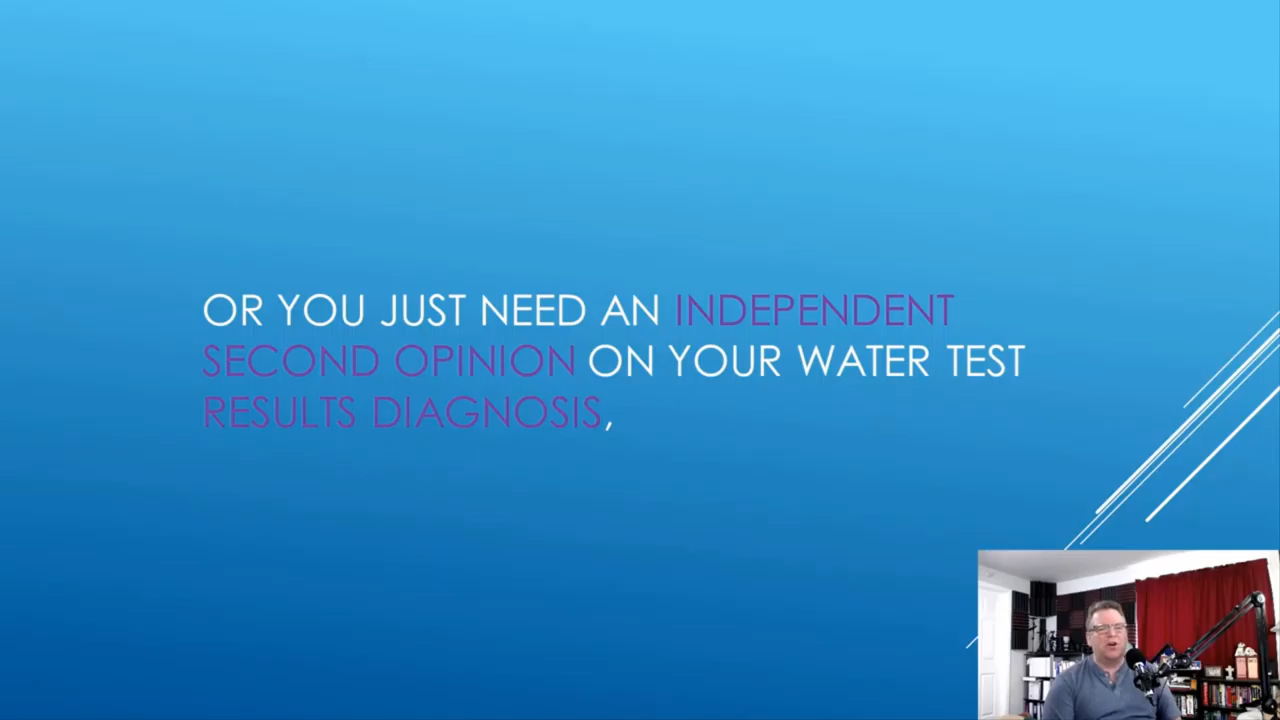 OR YOU JUST NEED AN INDEPENDENT
SECOND OPINION ON YOUR WATER TEST
RESULTS DIAGNOSIS,